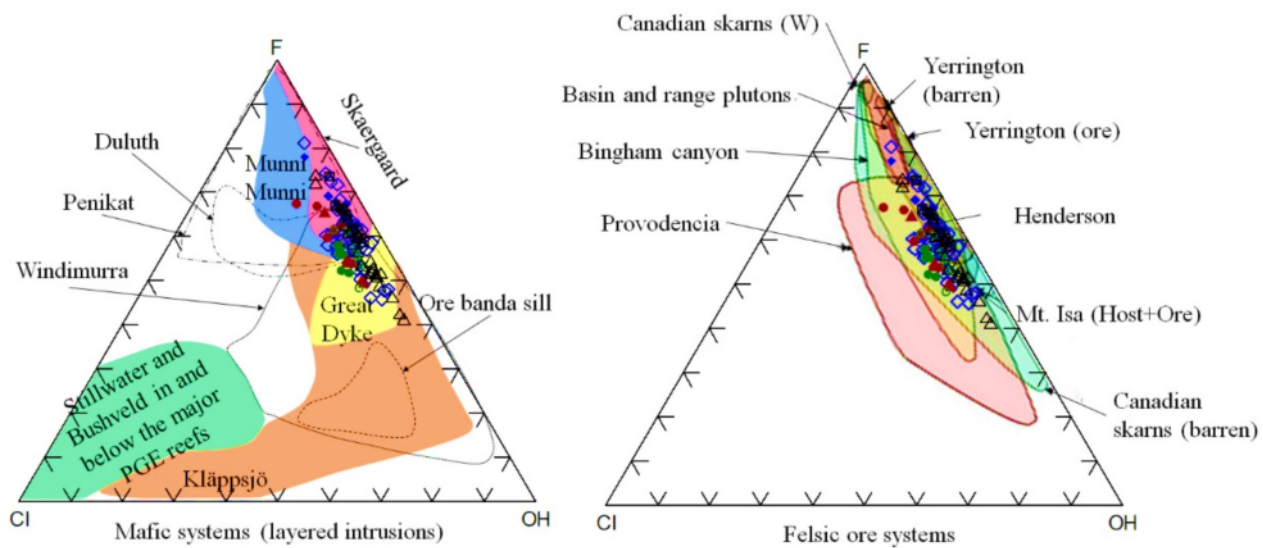 F
Skaergaard
Duluth
Munni
Munni
Penikat
Windimurra
Great
Dyke
Ore banda sill
Stillwater and
Bushveld in and
below the major
PGE reefs
Kläppsjö
Cl
OH
Mafic systems (layered intrusions)
Canadian skarns (W)
F
Yerrington
(barren)
Basin and range plutons
Yerrington (ore)
Bingham canyon
Provodencia
Henderson
Mt. Isa (Host+Ore)
Canadian
skarns (barren)
Cl
OH
Felsic ore systems